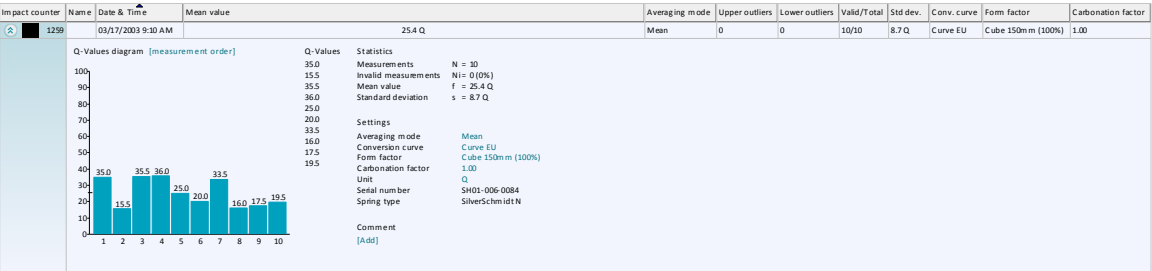 Impact counter Name Date & Time Mean value Averaging mode Upper outliers Lower outliers Valid/Total Std dev. Conv. curve Form factor Carbonation factor
1259 03/17/2003 9:10 AM 25.4 Q Mean 0 0 10/10 8.7 Q Curve EU Cube 150mm (100%) 1.00
Q-Values diagram [measurement order]
100
90
80
70
60
50
40
30
20
10
0
35.0 15.5 35.5 36.0 25.0 20.0 33.5 16.0 17.5 19.5
1 2 3 4 5 6 7 8 9 10
Q-Values
35.0
15.5
35.5
36.0
25.0
20.0
33.5
16.0
17.5
19.5
Statistics
Measurements N = 10
Invalid measurements Ni = 0 (0%)
Mean value f = 25.4 Q
Standard deviation s = 8.7 Q
Settings
Averaging mode Mean
Conversion curve Curve EU
Form factor Cube 150mm (100%)
Carbonation factor 1.00
Unit Q
Serial number SH01-006-0084
Spring type SilverSchmidt N
Comment
[Add]